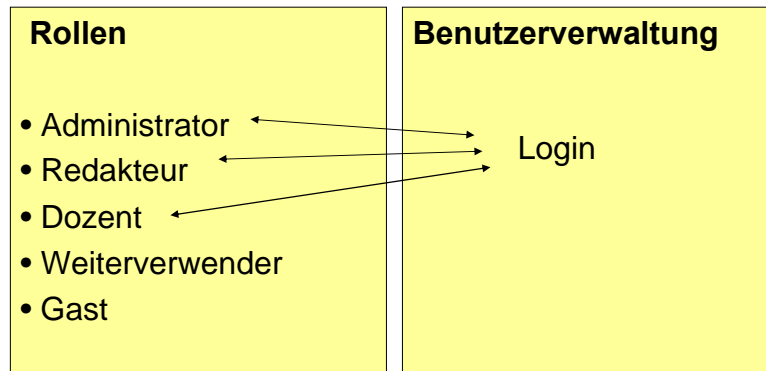 Rollen
• Administrator
• Redakteur
• Dozent
• Weiterverwender
• Gast
Benutzerverwaltung
Login